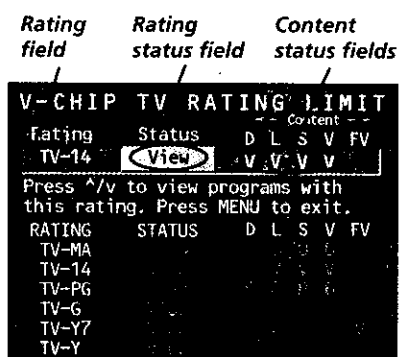 Rating field
Rating status field
Content status fields
V-CHIP TV RATING LIMIT
Content
Rating Status D L S V FV
TV-14 View V V V V
Press ^/v to view programs with
this rating. Press MENU to exit.
RATING STATUS D L S V FV
TV-MA
TV-14
TV-PG
TV-G
TV-Y7
TV-Y